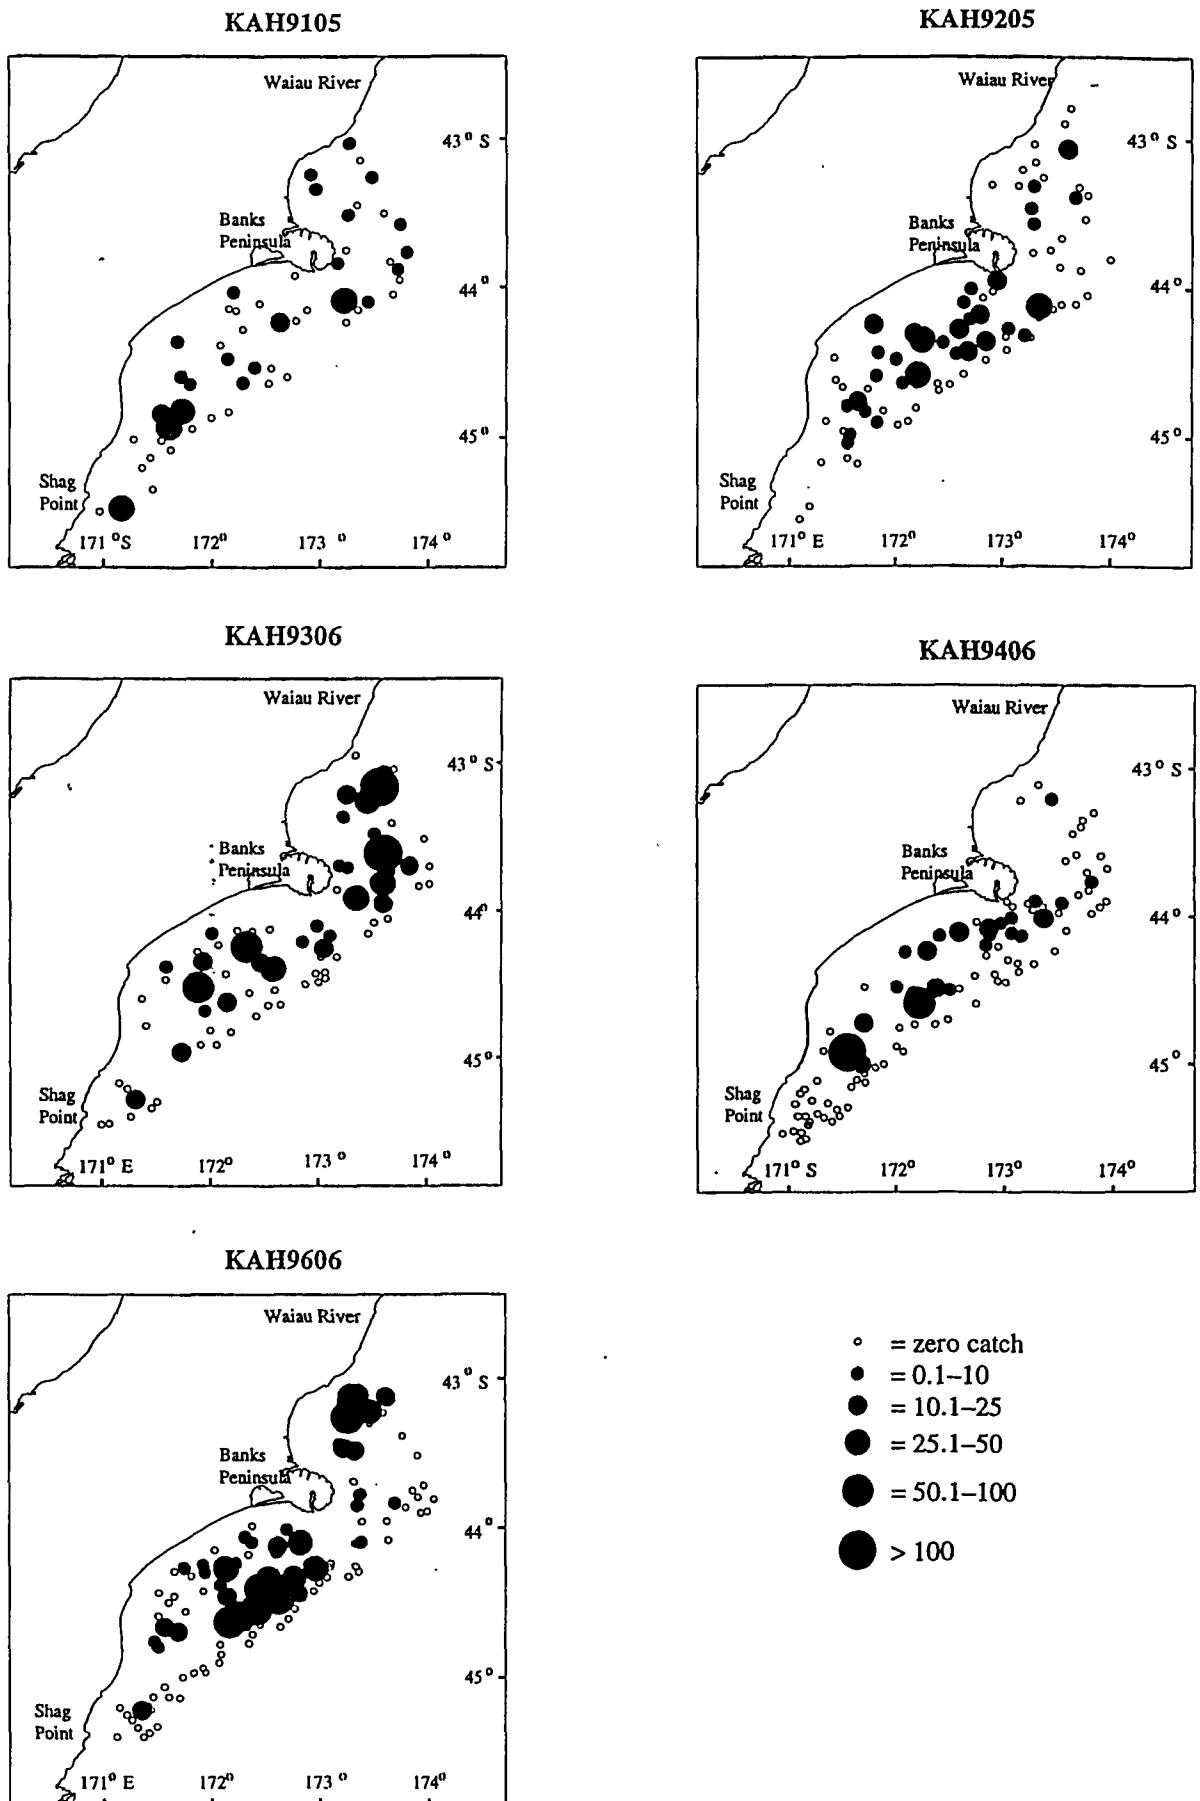 KAH9105
Waiau River
43° S
Banks
Peninsula
44°
45°
Shag
Point
171 °S 172° 173 ° 174°
KAH9205
Waiau River
43° S
Banks
Peninsula
44°
45°
Shag
Point
171° E 172° 173° 174°
KAH9306
Waiau River
43° S
Banks
Peninsula
44°
45°
Shag
Point
171° E 172° 173° 174°
KAH9406
Waiau River
43° S
Banks
Peninsula
44°
45°
Shag
Point
171° S 172° 173° 174°
KAH9606
Waiau River
43° S
Banks
Peninsula
44°
45°
Shag
Point
171° E 172° 173 ° 174°
= zero catch
= 0.1–10
= 10.1–25
= 25.1–50
= 50.1–100
> 100